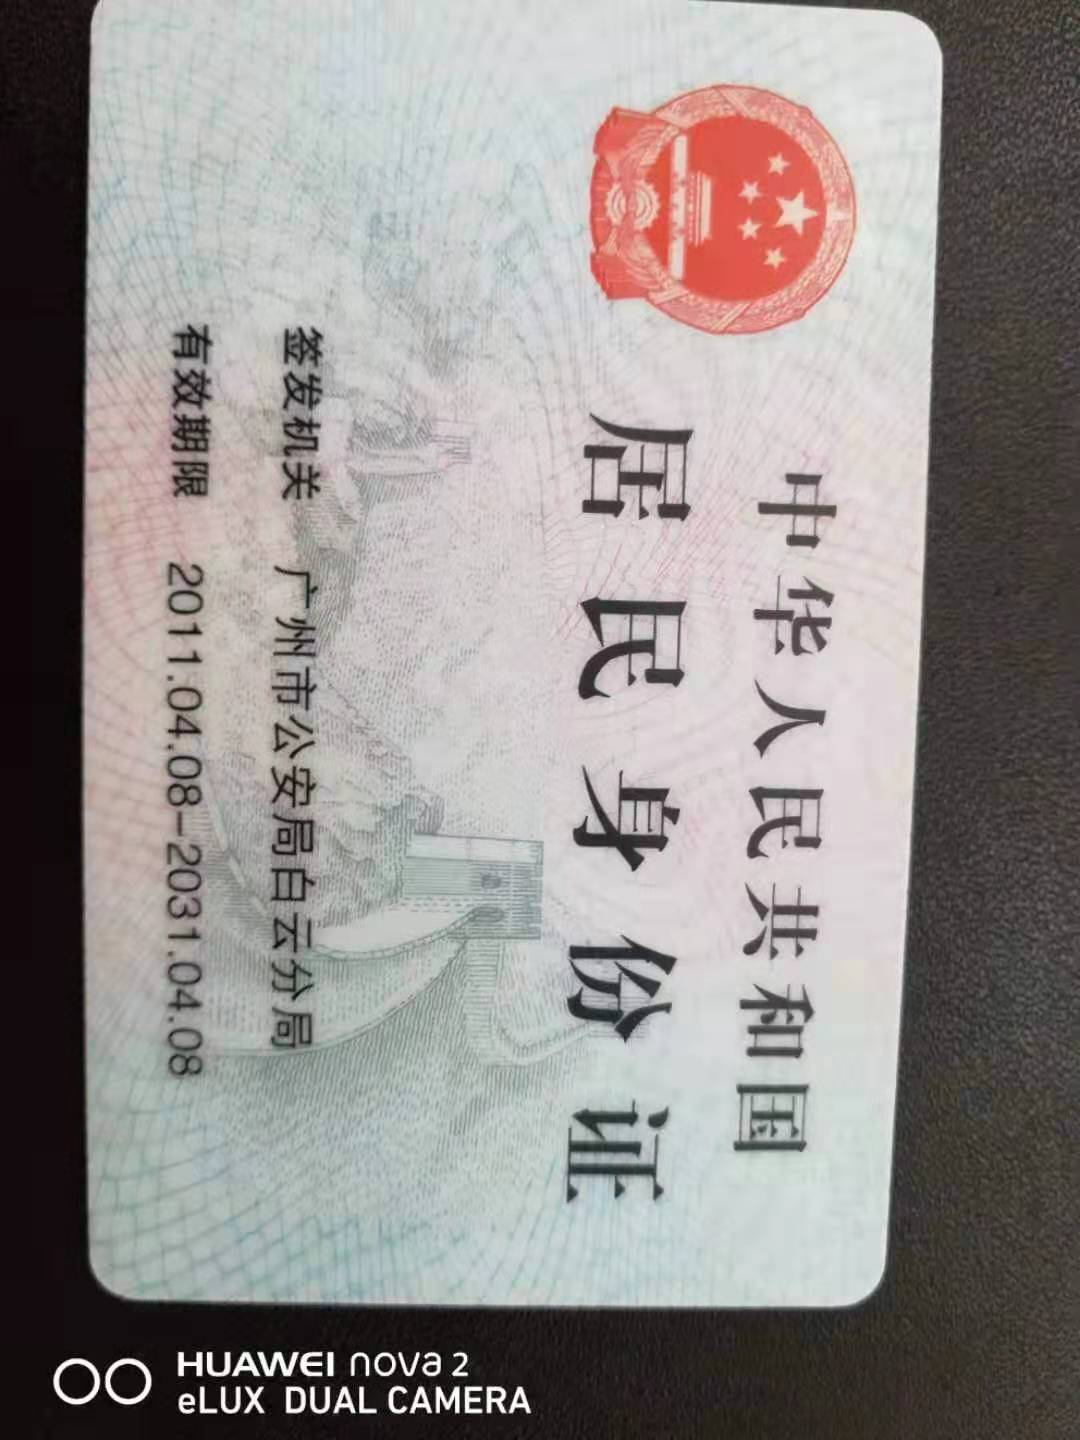 中华人民共和国
居民身份证
签发机关 广州市公安局白云分局
有效期限 2011.04.08-2031.04.08
HUAWEI nova 2
eLUX DUAL CAMERA